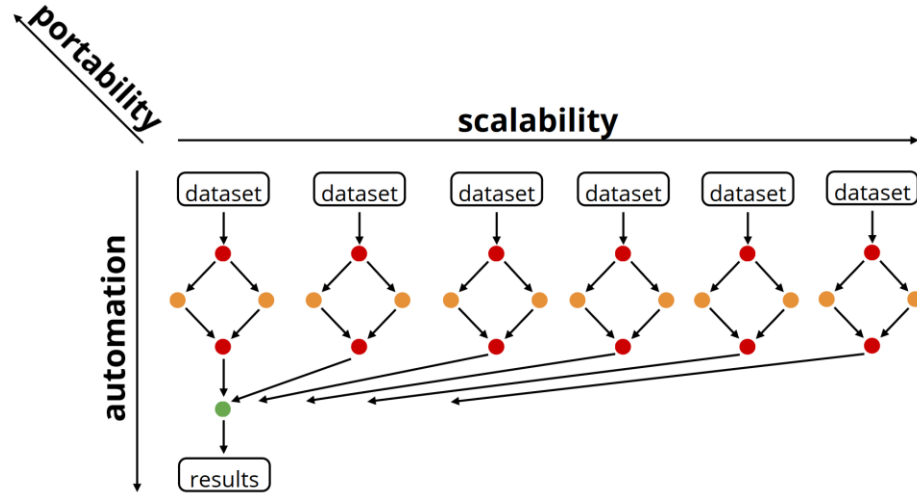 portability
scalability
dataset
dataset
dataset
dataset
dataset
dataset
automation
results